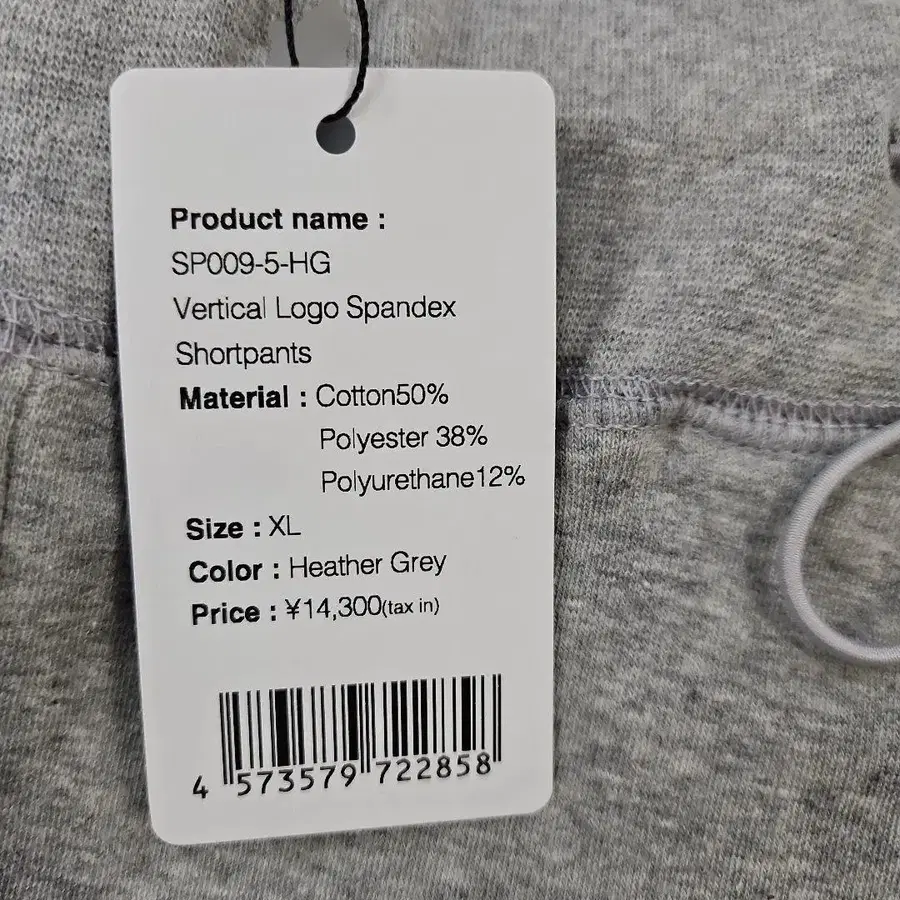 Product name :
SP009-5-HG
Vertical Logo Spandex
Shortpants
Material : Cotton50%
Polyester 38%
Polyurethane12%
Size : XL
Color : Heather Grey
Price : ¥14,300(tax in)
4 573579 722858